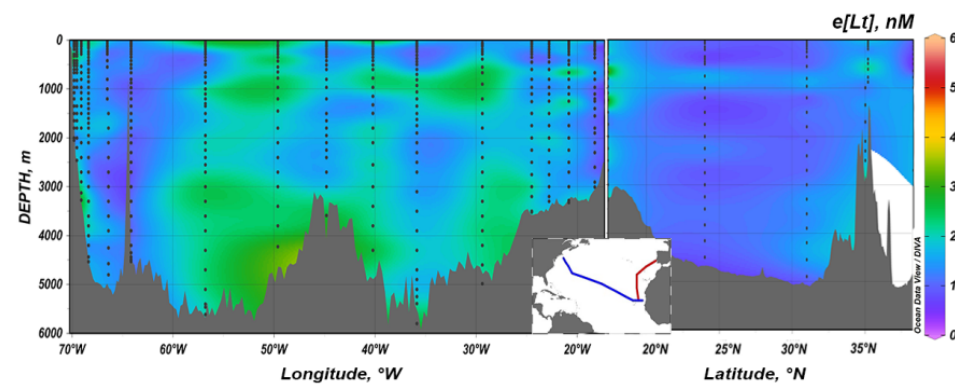 e[Lt], nM
0
1000
2000
3000
4000
5000
6000
DEPTH, m
70°W 60°W 50°W 40°W 30°W 20°W 20°N 25°N 30°N 35°N
Longitude, °W Latitude, °N
6
5
4
3
2
1
0
Ocean Data View / DIVA